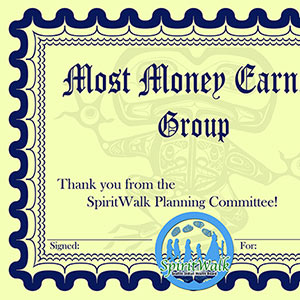 Most Money Earn
Group
Thank you from the
SpiritWalk Planning Committee!
Signed:
For:
SpiritWalk